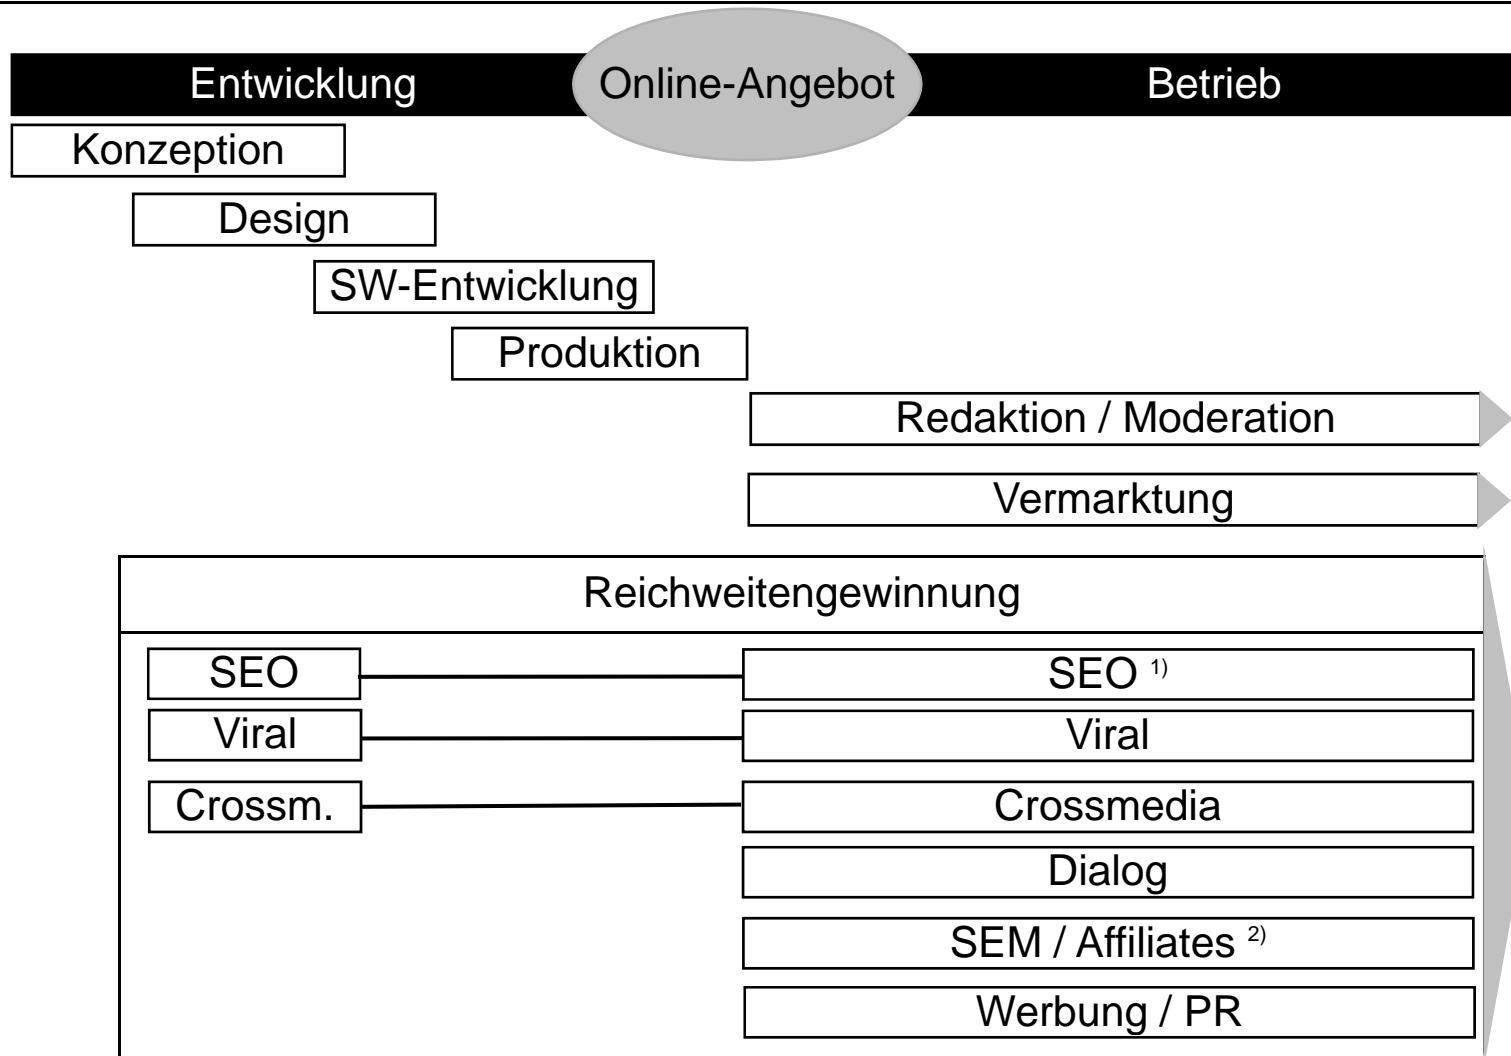 Entwicklung Online-Angebot Betrieb
Konzeption
Design
SW-Entwicklung
Produktion
Redaktion / Moderation
Vermarktung
Reichweitengewinnung
SEO SEO 1)
Viral Viral
Crossm. Crossmedia
Dialog
SEM / Affiliates 2)
Werbung / PR